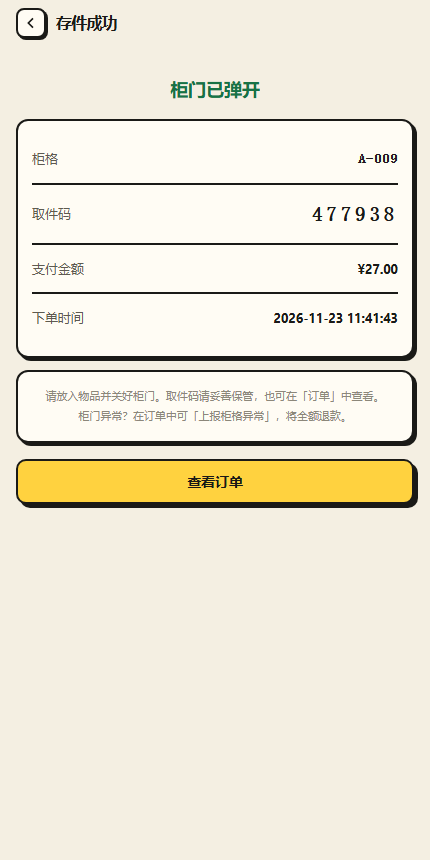 存件成功
柜门已弹开
柜格 A-009
取件码 477938
支付金额 ¥27.00
下单时间 2026-11-23 11:41:43
请放入物品并关好柜门。取件码请妥善保管，也可在「订单」中查看。
柜门异常？在订单中可「上报柜格异常」，将全额退款。
查看订单